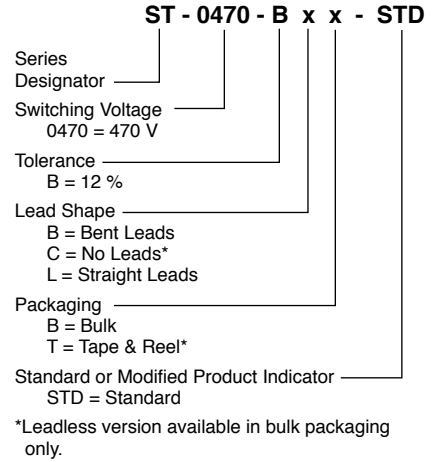 ST - 0470 - B x x - STD
Series
Designator
Switching Voltage
0470 = 470 V
Tolerance
B = 12 %
Lead Shape
B = Bent Leads
C = No Leads*
L = Straight Leads
Packaging
B = Bulk
T = Tape & Reel*
Standard or Modified Product Indicator
STD = Standard
*Leadless version available in bulk packaging
only.